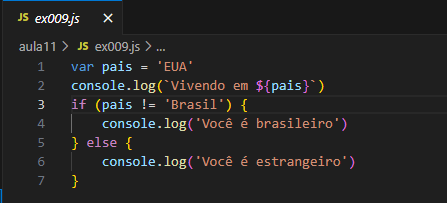 JS ex009.js ×
aula11 > JS ex009.js > ...
1 var pais = 'EUA'
2 console.log(`Vivendo em ${pais}`)
3 if (pais != 'Brasil') {
4 console.log('Você é brasileiro')
5 } else {
6 console.log('Você é estrangeiro')
7 }